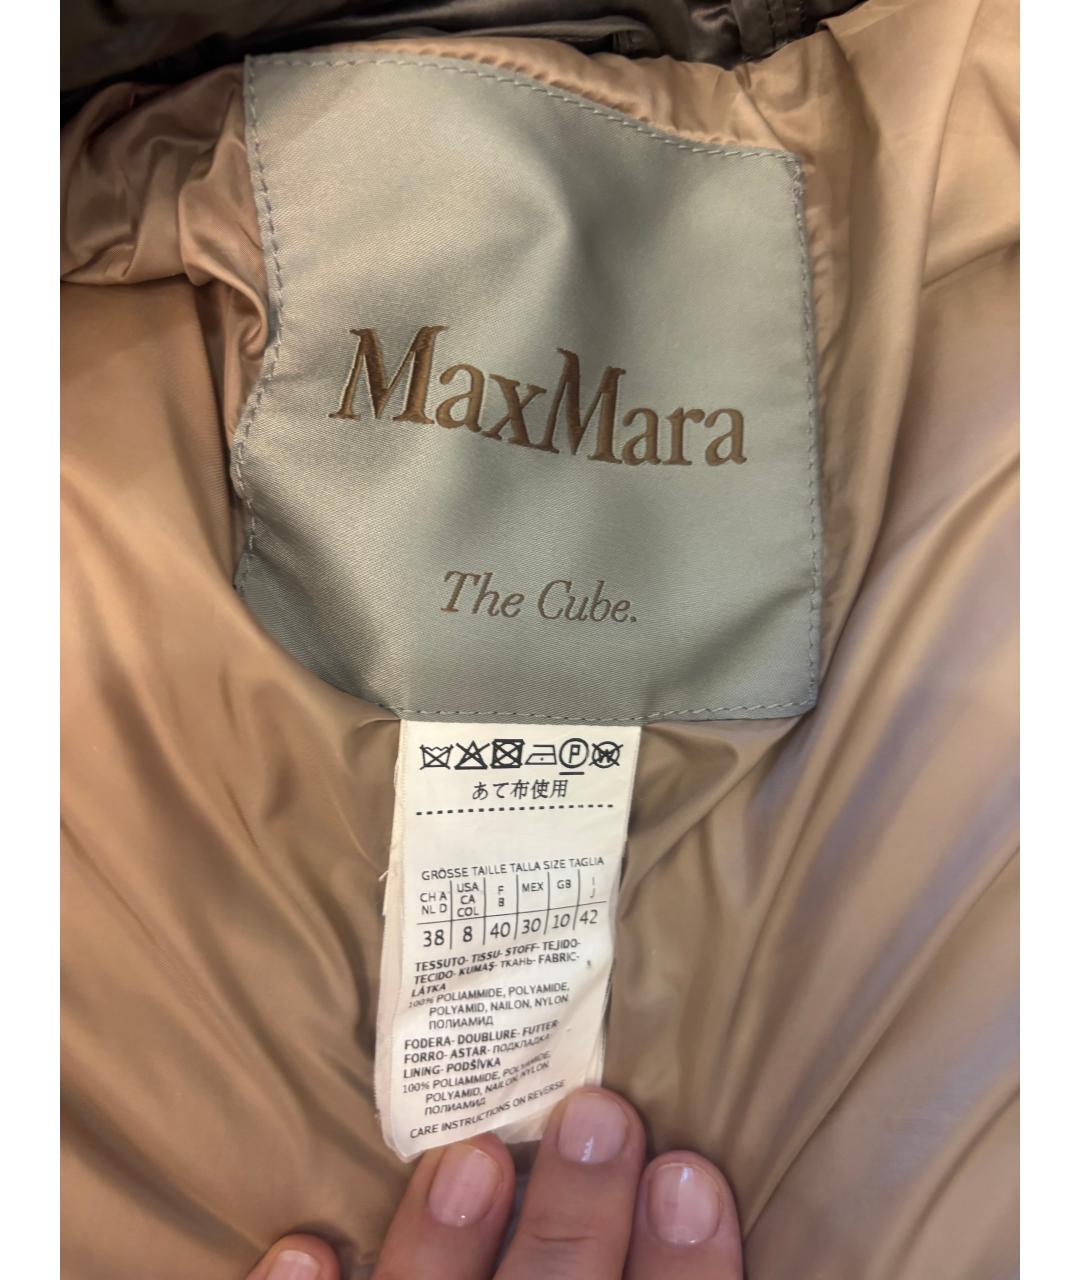 MaxMara
The Cube.
P W
あて布使用
GRÖSSE TAILLE TALLA SIZE TAGLIA
CH A NL D | USA CA COL | F B | MEX | GB | I J
38 | 8 | 40 | 30 | 10 | 42
TESSUTO- TISSU- STOFF- TEJIDO-
TECIDO- KUMAŞ- ТКАНЬ- FABRIC-
LÁTKA
100% POLIAMMIDE, POLYAMIDE,
POLYAMID, NAILON, NYLON
ПОЛИАМИД
FODERA- DOUBLURE- FUTTER
FORRO- ASTAR- ПОДКЛАДКА-
LINING- PODŠÍVKA
100% POLIAMMIDE, POLYAMIDE,
POLYAMID, NAILON, NYLON
ПОЛИАМИД
CARE INSTRUCTIONS ON REVERSE